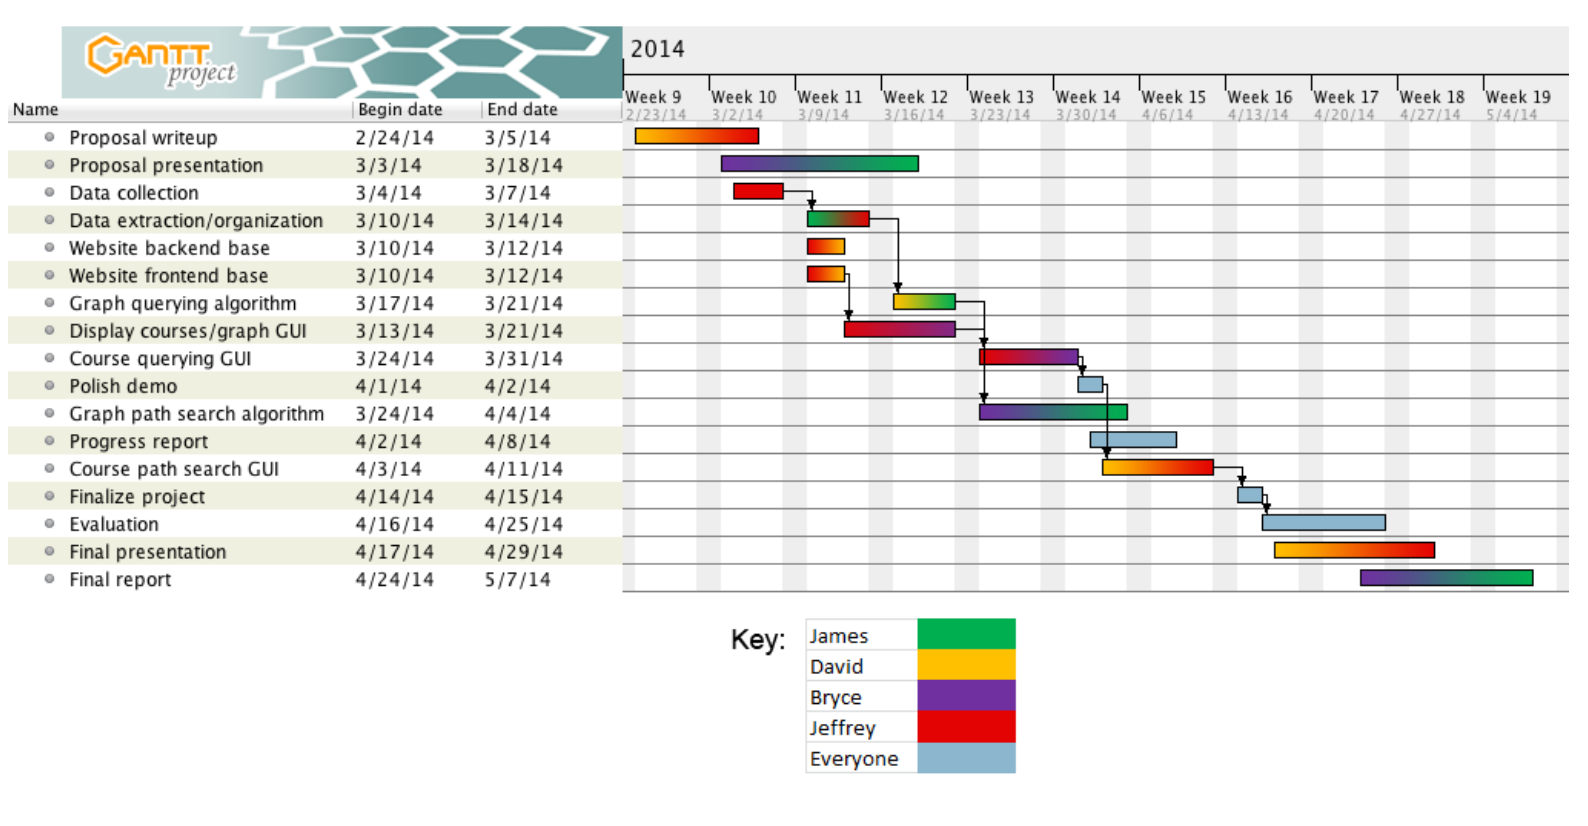 GANTT
project
2014
Week 9 Week 10 Week 11 Week 12 Week 13 Week 14 Week 15 Week 16 Week 17 Week 18 Week 19
2/23/14 3/2/14 3/9/14 3/16/14 3/23/14 3/30/14 4/6/14 4/13/14 4/20/14 4/27/14 5/4/14
Name Begin date End date
Proposal writeup 2/24/14 3/5/14
Proposal presentation 3/3/14 3/18/14
Data collection 3/4/14 3/7/14
Data extraction/organization 3/10/14 3/14/14
Website backend base 3/10/14 3/12/14
Website frontend base 3/10/14 3/12/14
Graph querying algorithm 3/17/14 3/21/14
Display courses/graph GUI 3/13/14 3/21/14
Course querying GUI 3/24/14 3/31/14
Polish demo 4/1/14 4/2/14
Graph path search algorithm 3/24/14 4/4/14
Progress report 4/2/14 4/8/14
Course path search GUI 4/3/14 4/11/14
Finalize project 4/14/14 4/15/14
Evaluation 4/16/14 4/25/14
Final presentation 4/17/14 4/29/14
Final report 4/24/14 5/7/14
Key:
James
David
Bryce
Jeffrey
Everyone